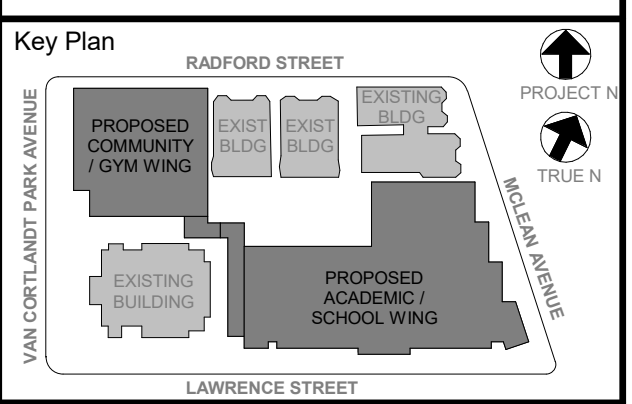 Key Plan
RADFORD STREET
PROJECT N
TRUE N
VAN CORTLANDT PARK AVENUE
PROPOSED
COMMUNITY
/ GYM WING
EXIST
BLDG
EXIST
BLDG
EXISTING
BLDG
MCLEAN AVENUE
EXISTING
BUILDING
PROPOSED
ACADEMIC /
SCHOOL WING
LAWRENCE STREET